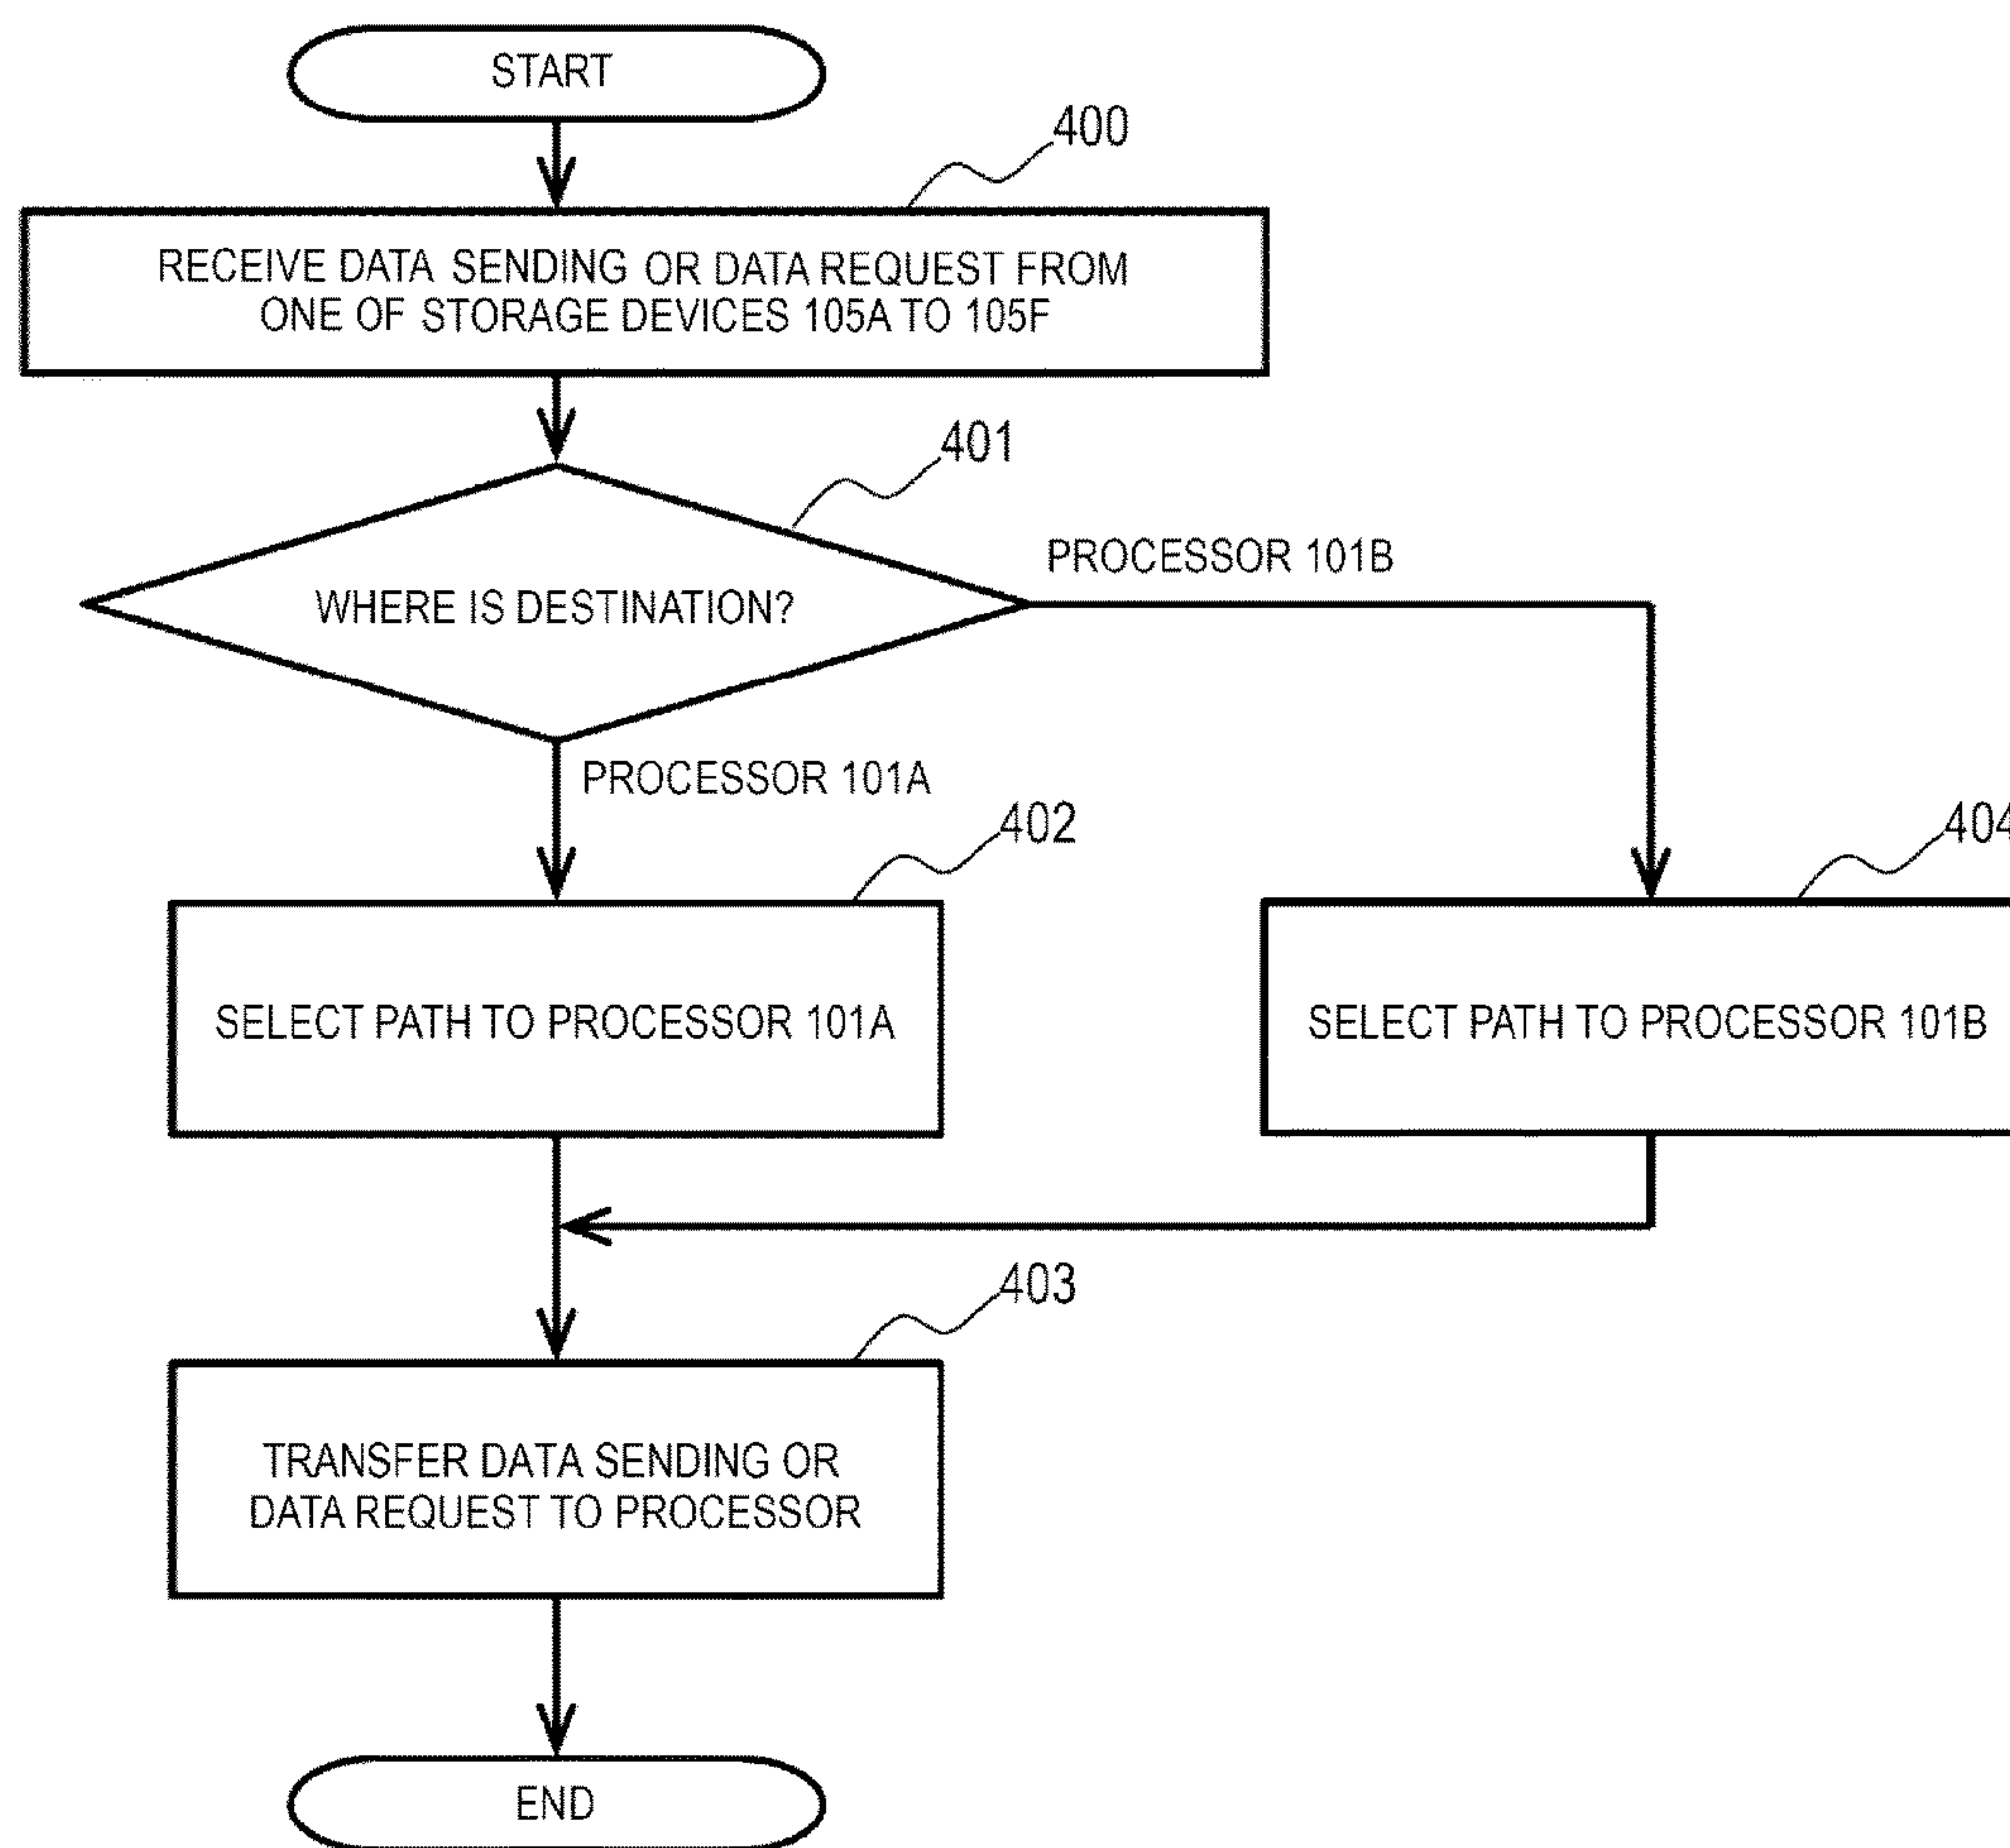 START
400
RECEIVE DATA SENDING OR DATA REQUEST FROM
ONE OF STORAGE DEVICES 105A TO 105F
401
WHERE IS DESTINATION?
PROCESSOR 101B
PROCESSOR 101A
402
404
SELECT PATH TO PROCESSOR 101A
SELECT PATH TO PROCESSOR 101B
403
TRANSFER DATA SENDING OR
DATA REQUEST TO PROCESSOR
END